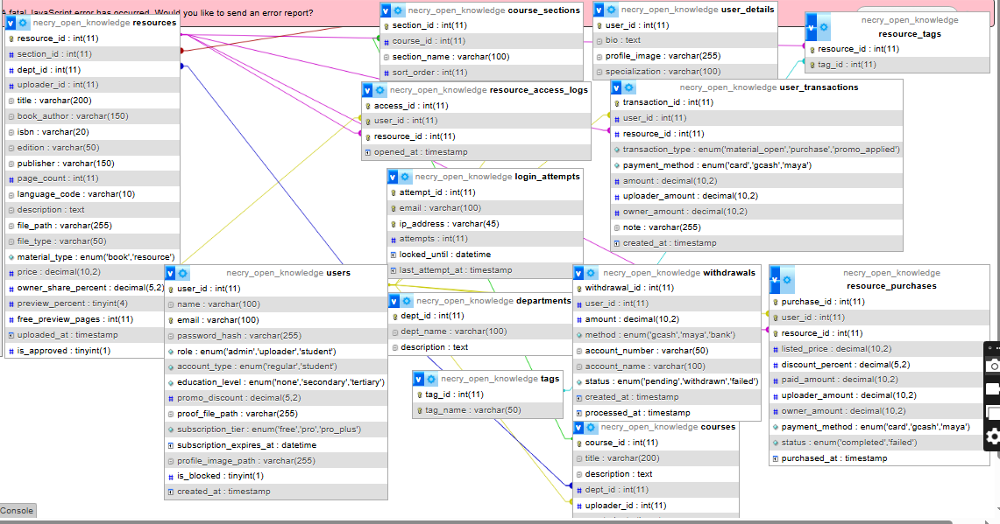 A fatal JavaScript error has occurred. Would you like to send an error report?
necry_open_knowledge resources
resource_id : int(11)
section_id : int(11)
dept_id : int(11)
uploader_id : int(11)
title : varchar(200)
book_author : varchar(150)
isbn : varchar(20)
edition : varchar(50)
publisher : varchar(150)
page_count : int(11)
language_code : varchar(10)
description : text
file_path : varchar(255)
file_type : varchar(50)
material_type : enum('book','resource')
price : decimal(10,2)
owner_share_percent : decimal(5,2)
preview_percent : tinyint(4)
free_preview_pages : int(11)
uploaded_at : timestamp
is_approved : tinyint(1)
necry_open_knowledge users
user_id : int(11)
name : varchar(100)
email : varchar(100)
password_hash : varchar(255)
role : enum('admin','uploader','student')
account_type : enum('regular','student')
education_level : enum('none','secondary','tertiary')
promo_discount : decimal(5,2)
proof_file_path : varchar(255)
subscription_tier : enum('free','pro','pro_plus')
subscription_expires_at : datetime
profile_image_path : varchar(255)
is_blocked : tinyint(1)
created_at : timestamp
necry_open_knowledge course_sections
section_id : int(11)
course_id : int(11)
section_name : varchar(100)
sort_order : int(11)
necry_open_knowledge resource_access_logs
access_id : int(11)
user_id : int(11)
resource_id : int(11)
opened_at : timestamp
necry_open_knowledge login_attempts
attempt_id : int(11)
email : varchar(100)
ip_address : varchar(45)
attempts : int(11)
locked_until : datetime
last_attempt_at : timestamp
necry_open_knowledge departments
dept_id : int(11)
dept_name : varchar(100)
description : text
necry_open_knowledge tags
tag_id : int(11)
tag_name : varchar(50)
necry_open_knowledge user_details
user_id : int(11)
bio : text
profile_image : varchar(255)
specialization : varchar(100)
necry_open_knowledge
resource_tags
resource_id : int(11)
tag_id : int(11)
necry_open_knowledge user_transactions
transaction_id : int(11)
user_id : int(11)
resource_id : int(11)
transaction_type : enum('material_open','purchase','promo_applied')
payment_method : enum('card','gcash','maya')
amount : decimal(10,2)
uploader_amount : decimal(10,2)
owner_amount : decimal(10,2)
note : varchar(255)
created_at : timestamp
necry_open_knowledge withdrawals
withdrawal_id : int(11)
user_id : int(11)
amount : decimal(10,2)
method : enum('gcash','maya','bank')
account_number : varchar(50)
account_name : varchar(100)
status : enum('pending','withdrawn','failed')
created_at : timestamp
processed_at : timestamp
necry_open_knowledge courses
course_id : int(11)
title : varchar(200)
description : text
dept_id : int(11)
uploader_id : int(11)
necry_open_knowledge
resource_purchases
purchase_id : int(11)
user_id : int(11)
resource_id : int(11)
listed_price : decimal(10,2)
discount_percent : decimal(5,2)
paid_amount : decimal(10,2)
uploader_amount : decimal(10,2)
owner_amount : decimal(10,2)
payment_method : enum('card','gcash','maya')
status : enum('completed','failed')
purchased_at : timestamp
Console